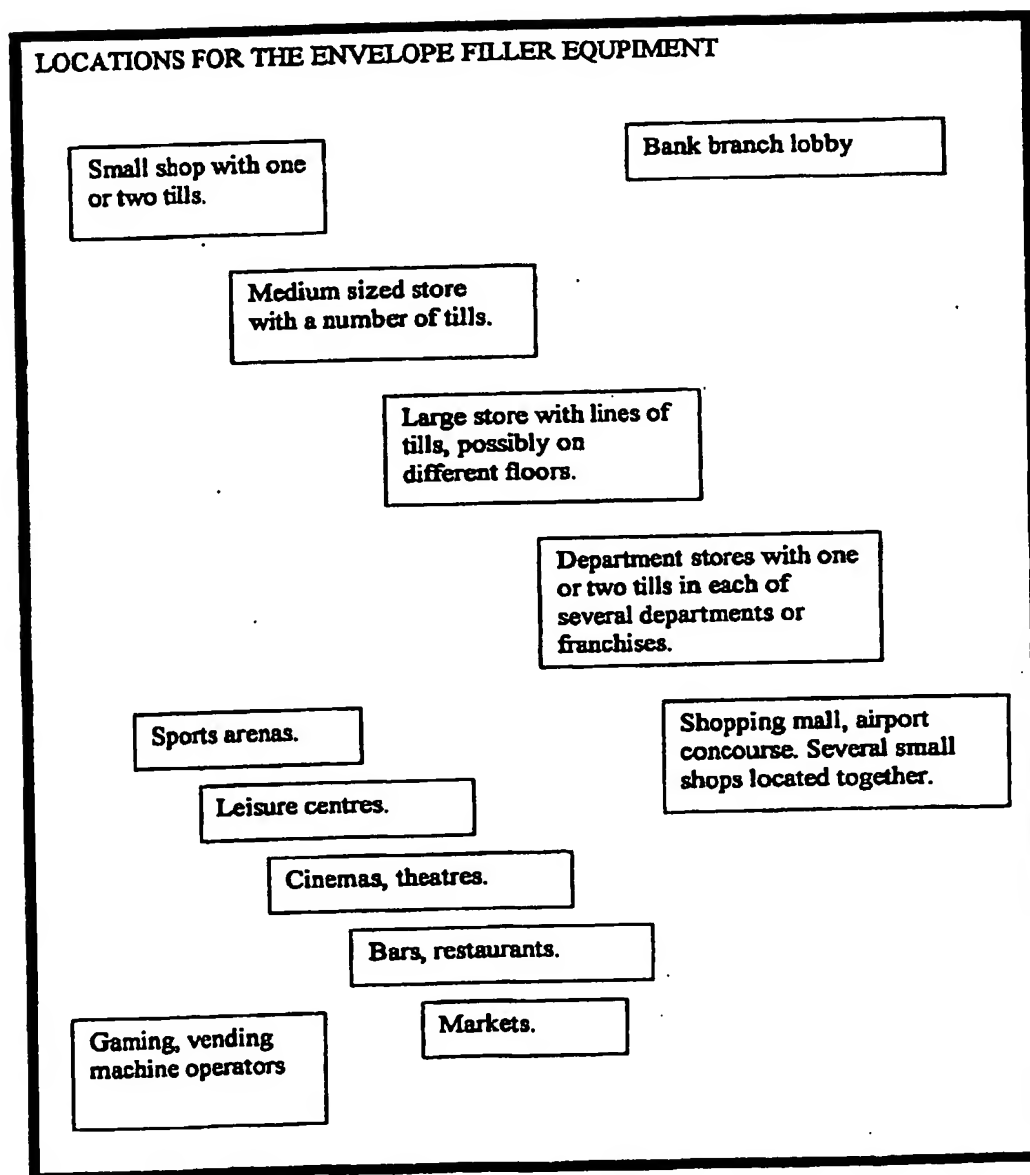 LOCATIONS FOR THE ENVELOPE FILLER EQUPIMENT
Small shop with one
or two tills.
Bank branch lobby
Medium sized store
with a number of tills.
Large store with lines of
tills, possibly on
different floors.
Department stores with one
or two tills in each of
several departments or
franchises.
Sports arenas.
Shopping mall, airport
concourse. Several small
shops located together.
Leisure centres.
Cinemas, theatres.
Bars, restaurants.
Markets.
Gaming, vending
machine operators